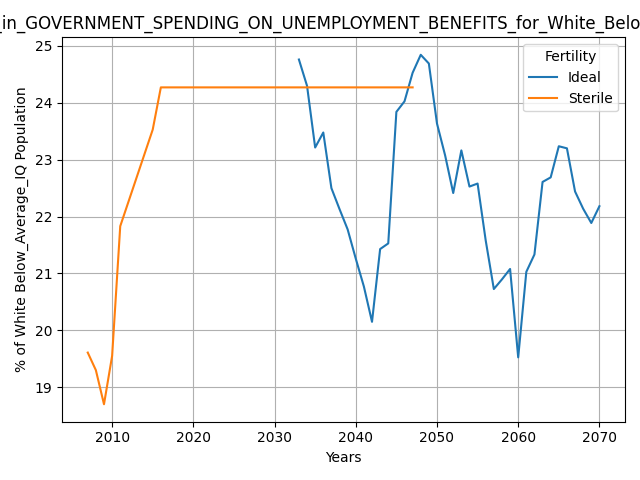 _in_GOVERNMENT_SPENDING_ON_UNEMPLOYMENT_BENEFITS_for_White_Belo
25
24
23
22
21
20
19
% of White Below_Average_IQ Population
Fertility
Ideal
Sterile
2010 2020 2030 2040 2050 2060 2070
Years